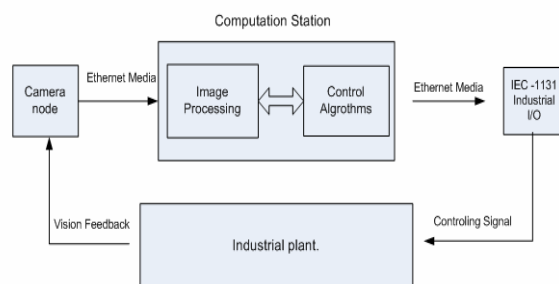 Computation Station
Camera
node
Ethernet Media
Image
Processing
Control
Algrothms
Ethernet Media
IEC -1131
Industrial
I/O
Vision Feedback
Industrial plant.
Controling Signal